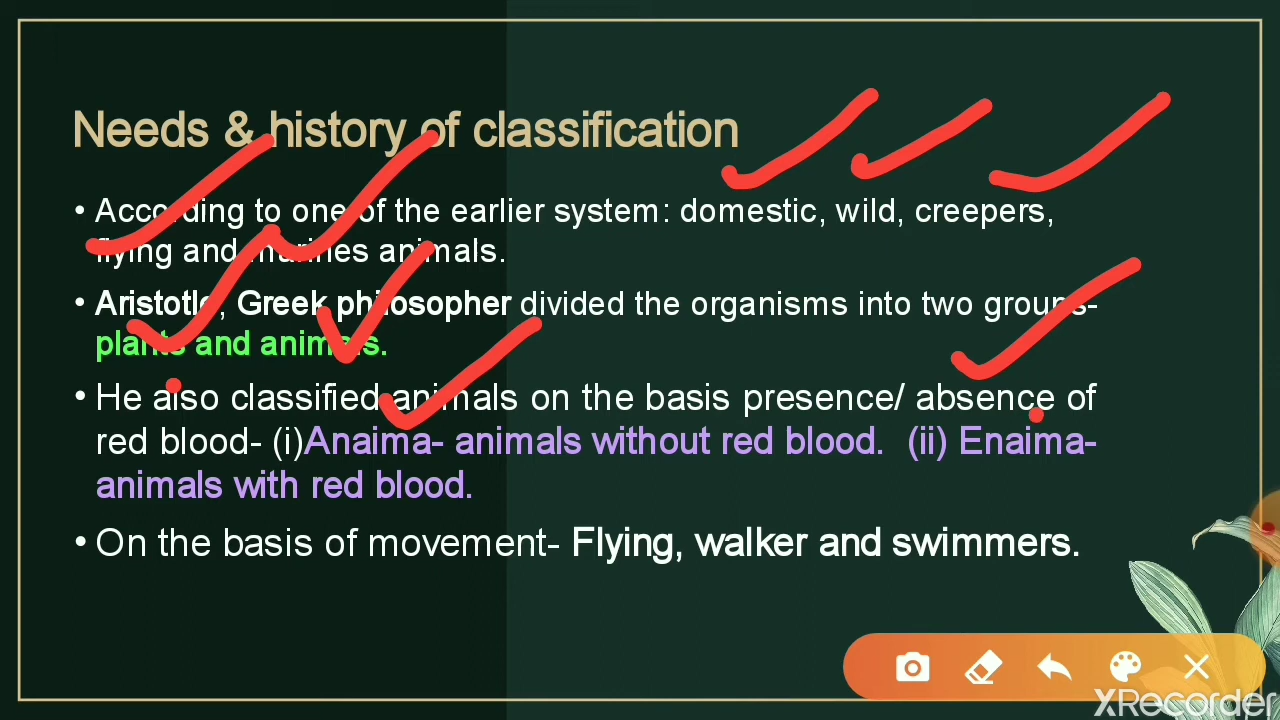 Needs & history of classification
• According to one of the earlier system: domestic, wild, creepers,
flying and marines animals.
• Aristotle, Greek philosopher divided the organisms into two groups-
plants and animals.
• He also classified animals on the basis presence/ absence of
red blood- (i)Anaima- animals without red blood. (ii) Enaima-
animals with red blood.
• On the basis of movement- Flying, walker and swimmers.
XRecorder